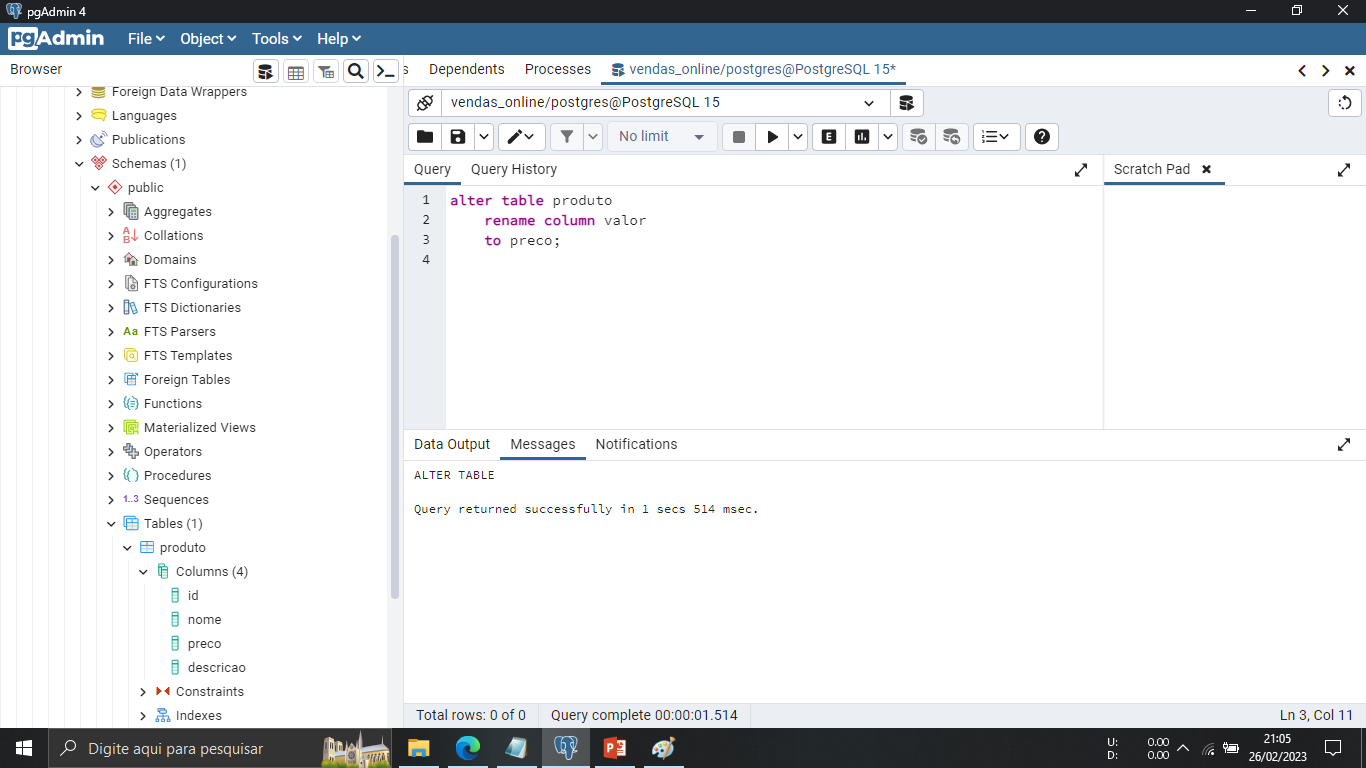 pgAdmin 4
pgAdmin File Object Tools Help
Browser
s Dependents Processes vendas_online/postgres@PostgreSQL 15*
Foreign Data Wrappers
Languages
Publications
Schemas (1)
public
Aggregates
Collations
Domains
FTS Configurations
FTS Dictionaries
Aa FTS Parsers
FTS Templates
Foreign Tables
Functions
Materialized Views
Operators
Procedures
1..3 Sequences
Tables (1)
produto
Columns (4)
id
nome
preco
descricao
Constraints
Indexes
vendas_online/postgres@PostgreSQL 15
No limit
E
Query Query History
Scratch Pad
1 alter table produto
2 rename column valor
3 to preco;
4
Data Output Messages Notifications
ALTER TABLE
Query returned successfully in 1 secs 514 msec.
Total rows: 0 of 0 Query complete 00:00:01.514 Ln 3, Col 11
Digite aqui para pesquisar
U: 0.00
D: 0.00
21:05
26/02/2023